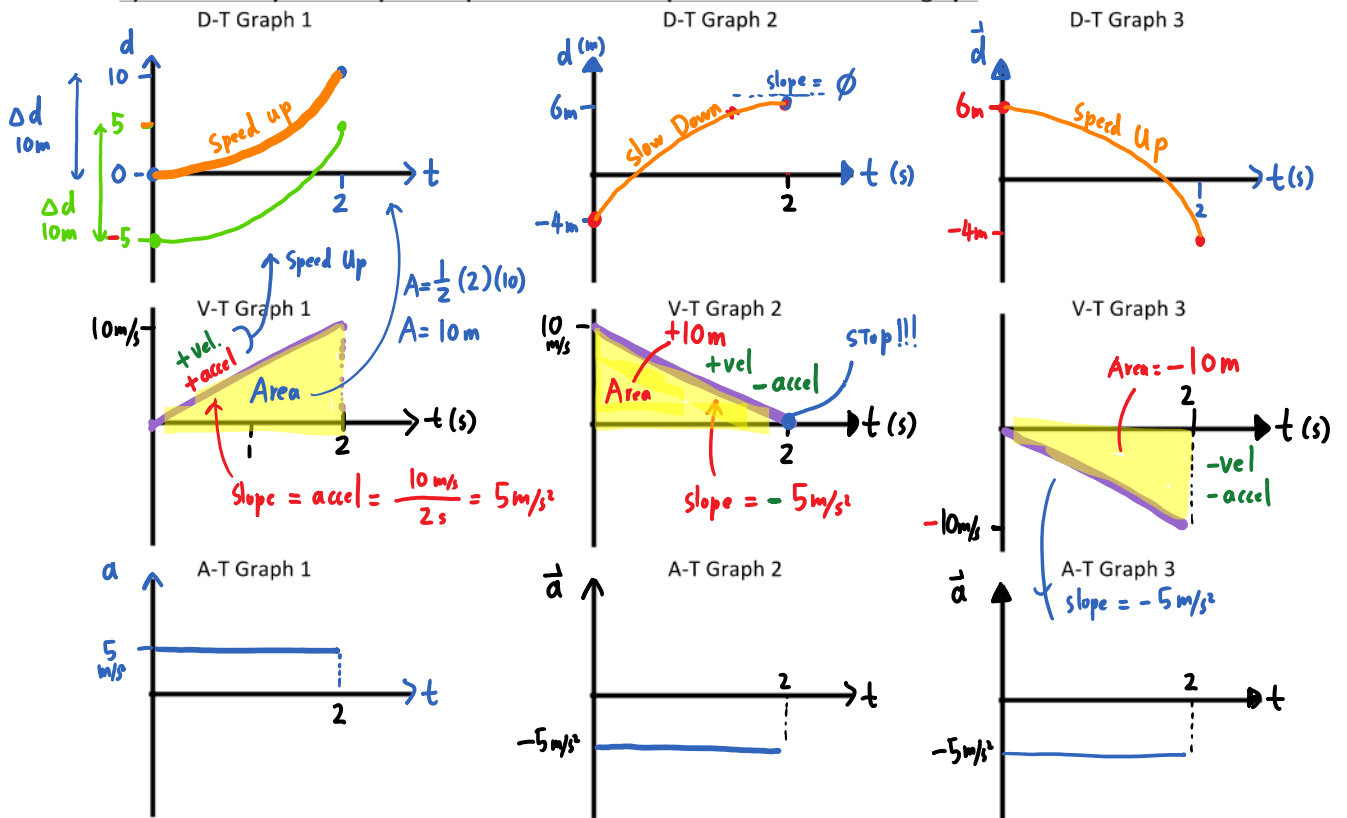 D-T Graph 1
d
10
Δd
10m
5
Speed up
0
t
2
Δd
10m
-5
Speed Up
A=½(2)(10)
A=10m
D-T Graph 2
d (m)
slope = Ø
6m
Slow Down
t (s)
2
-4m
D-T Graph 3
d⃗
6m
Speed Up
t(s)
2
-4m
V-T Graph 1
10m/s
+vel.
+accel
Area
t(s)
1
2
Slope = accel = 10 m/s / 2s = 5m/s²
V-T Graph 2
10
m/s
+10m
STOP!!!
+vel
-accel
Area
t(s)
2
slope = - 5m/s²
V-T Graph 3
Area = -10m
2
t(s)
-vel
-accel
-10m/s
A-T Graph 1
a
5
m/s²
t
2
A-T Graph 2
a⃗
2
t
-5m/s²
A-T Graph 3
a⃗
slope = -5m/s²
2
t
-5m/s²